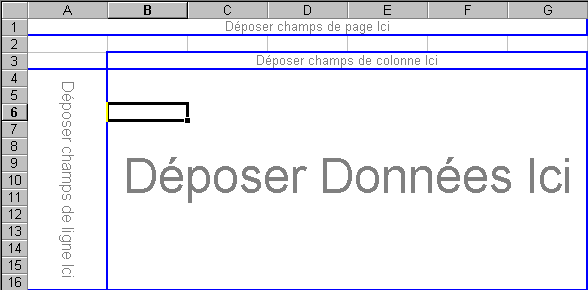 A B C D E F G
1 Déposer champs de page Ici
2
3 Déposer champs de colonne Ici
4
5
6
7
8
9
10
11
12
13
14
15
16
Déposer champs de ligne Ici
Déposer Données Ici